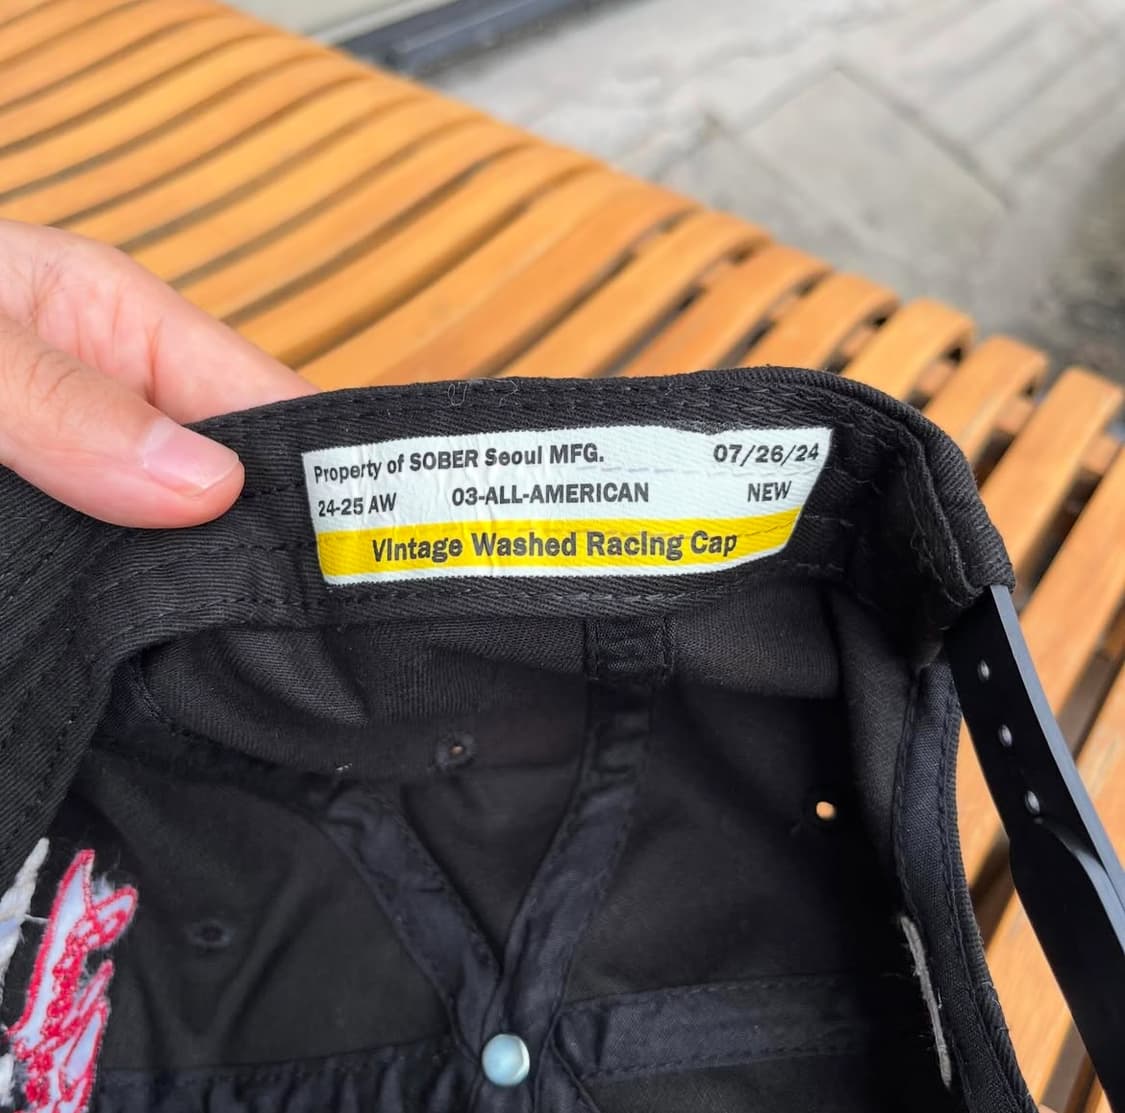 Property of SOBER Seoul MFG. 07/26/24
24-25 AW 03-ALL-AMERICAN NEW
Vintage Washed Racing Cap